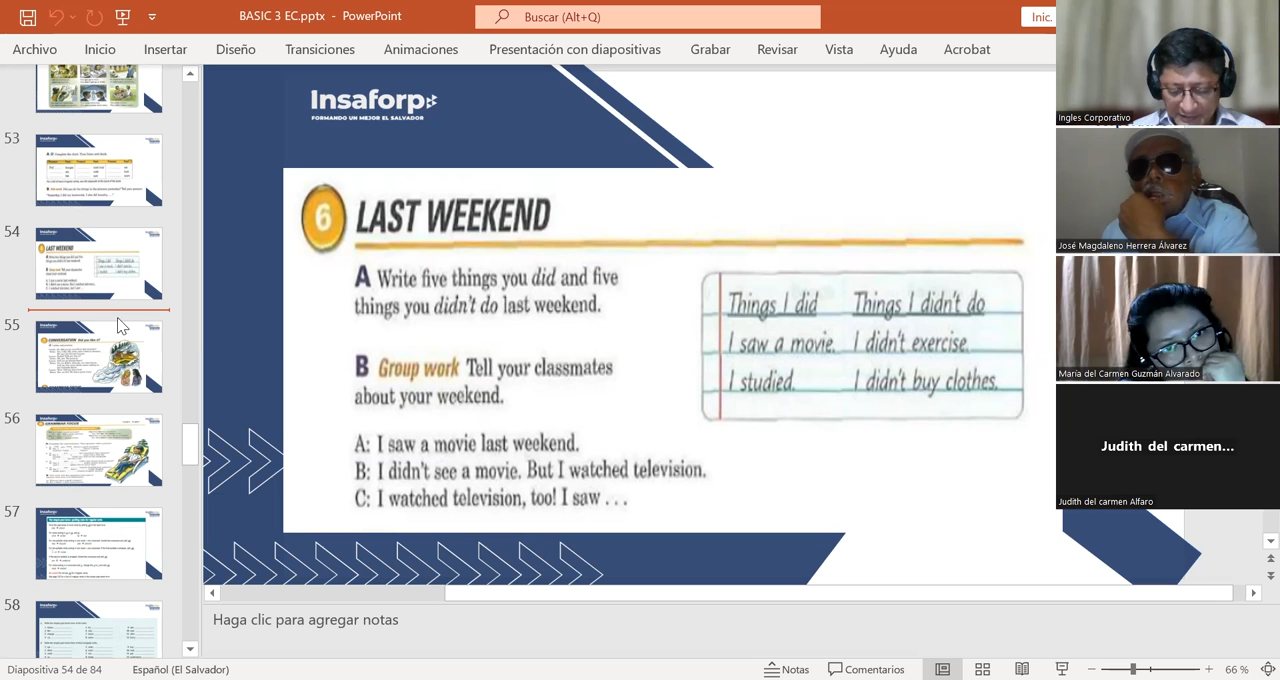 BASIC 3 EC.pptx - PowerPoint
Buscar (Alt+Q)
Inic.
Archivo Inicio Insertar Diseño Transiciones Animaciones Presentación con diapositivas Grabar Revisar Vista Ayuda Acrobat
53
54
LAST WEEKEND
55
56
57
58
Insaforp
FORMANDO UN MEJOR EL SALVADOR
6 LAST WEEKEND
A Write five things you did and five
things you didn't do last weekend.
B Group work Tell your classmates
about your weekend.
A: I saw a movie last weekend.
B: I didn't see a movie. But I watched television.
C: I watched television, too! I saw . . .
Things I did Things I didn't do
I saw a movie. I didn't exercise.
I studied. I didn't buy clothes.
Ingles Corporativo
José Magdaleno Herrera Álvarez
María del Carmen Guzmán Alvarado
Judith del carmen...
Judith del carmen Alfaro
Haga clic para agregar notas
Diapositiva 54 de 84 Español (El Salvador) Notas Comentarios 66 %